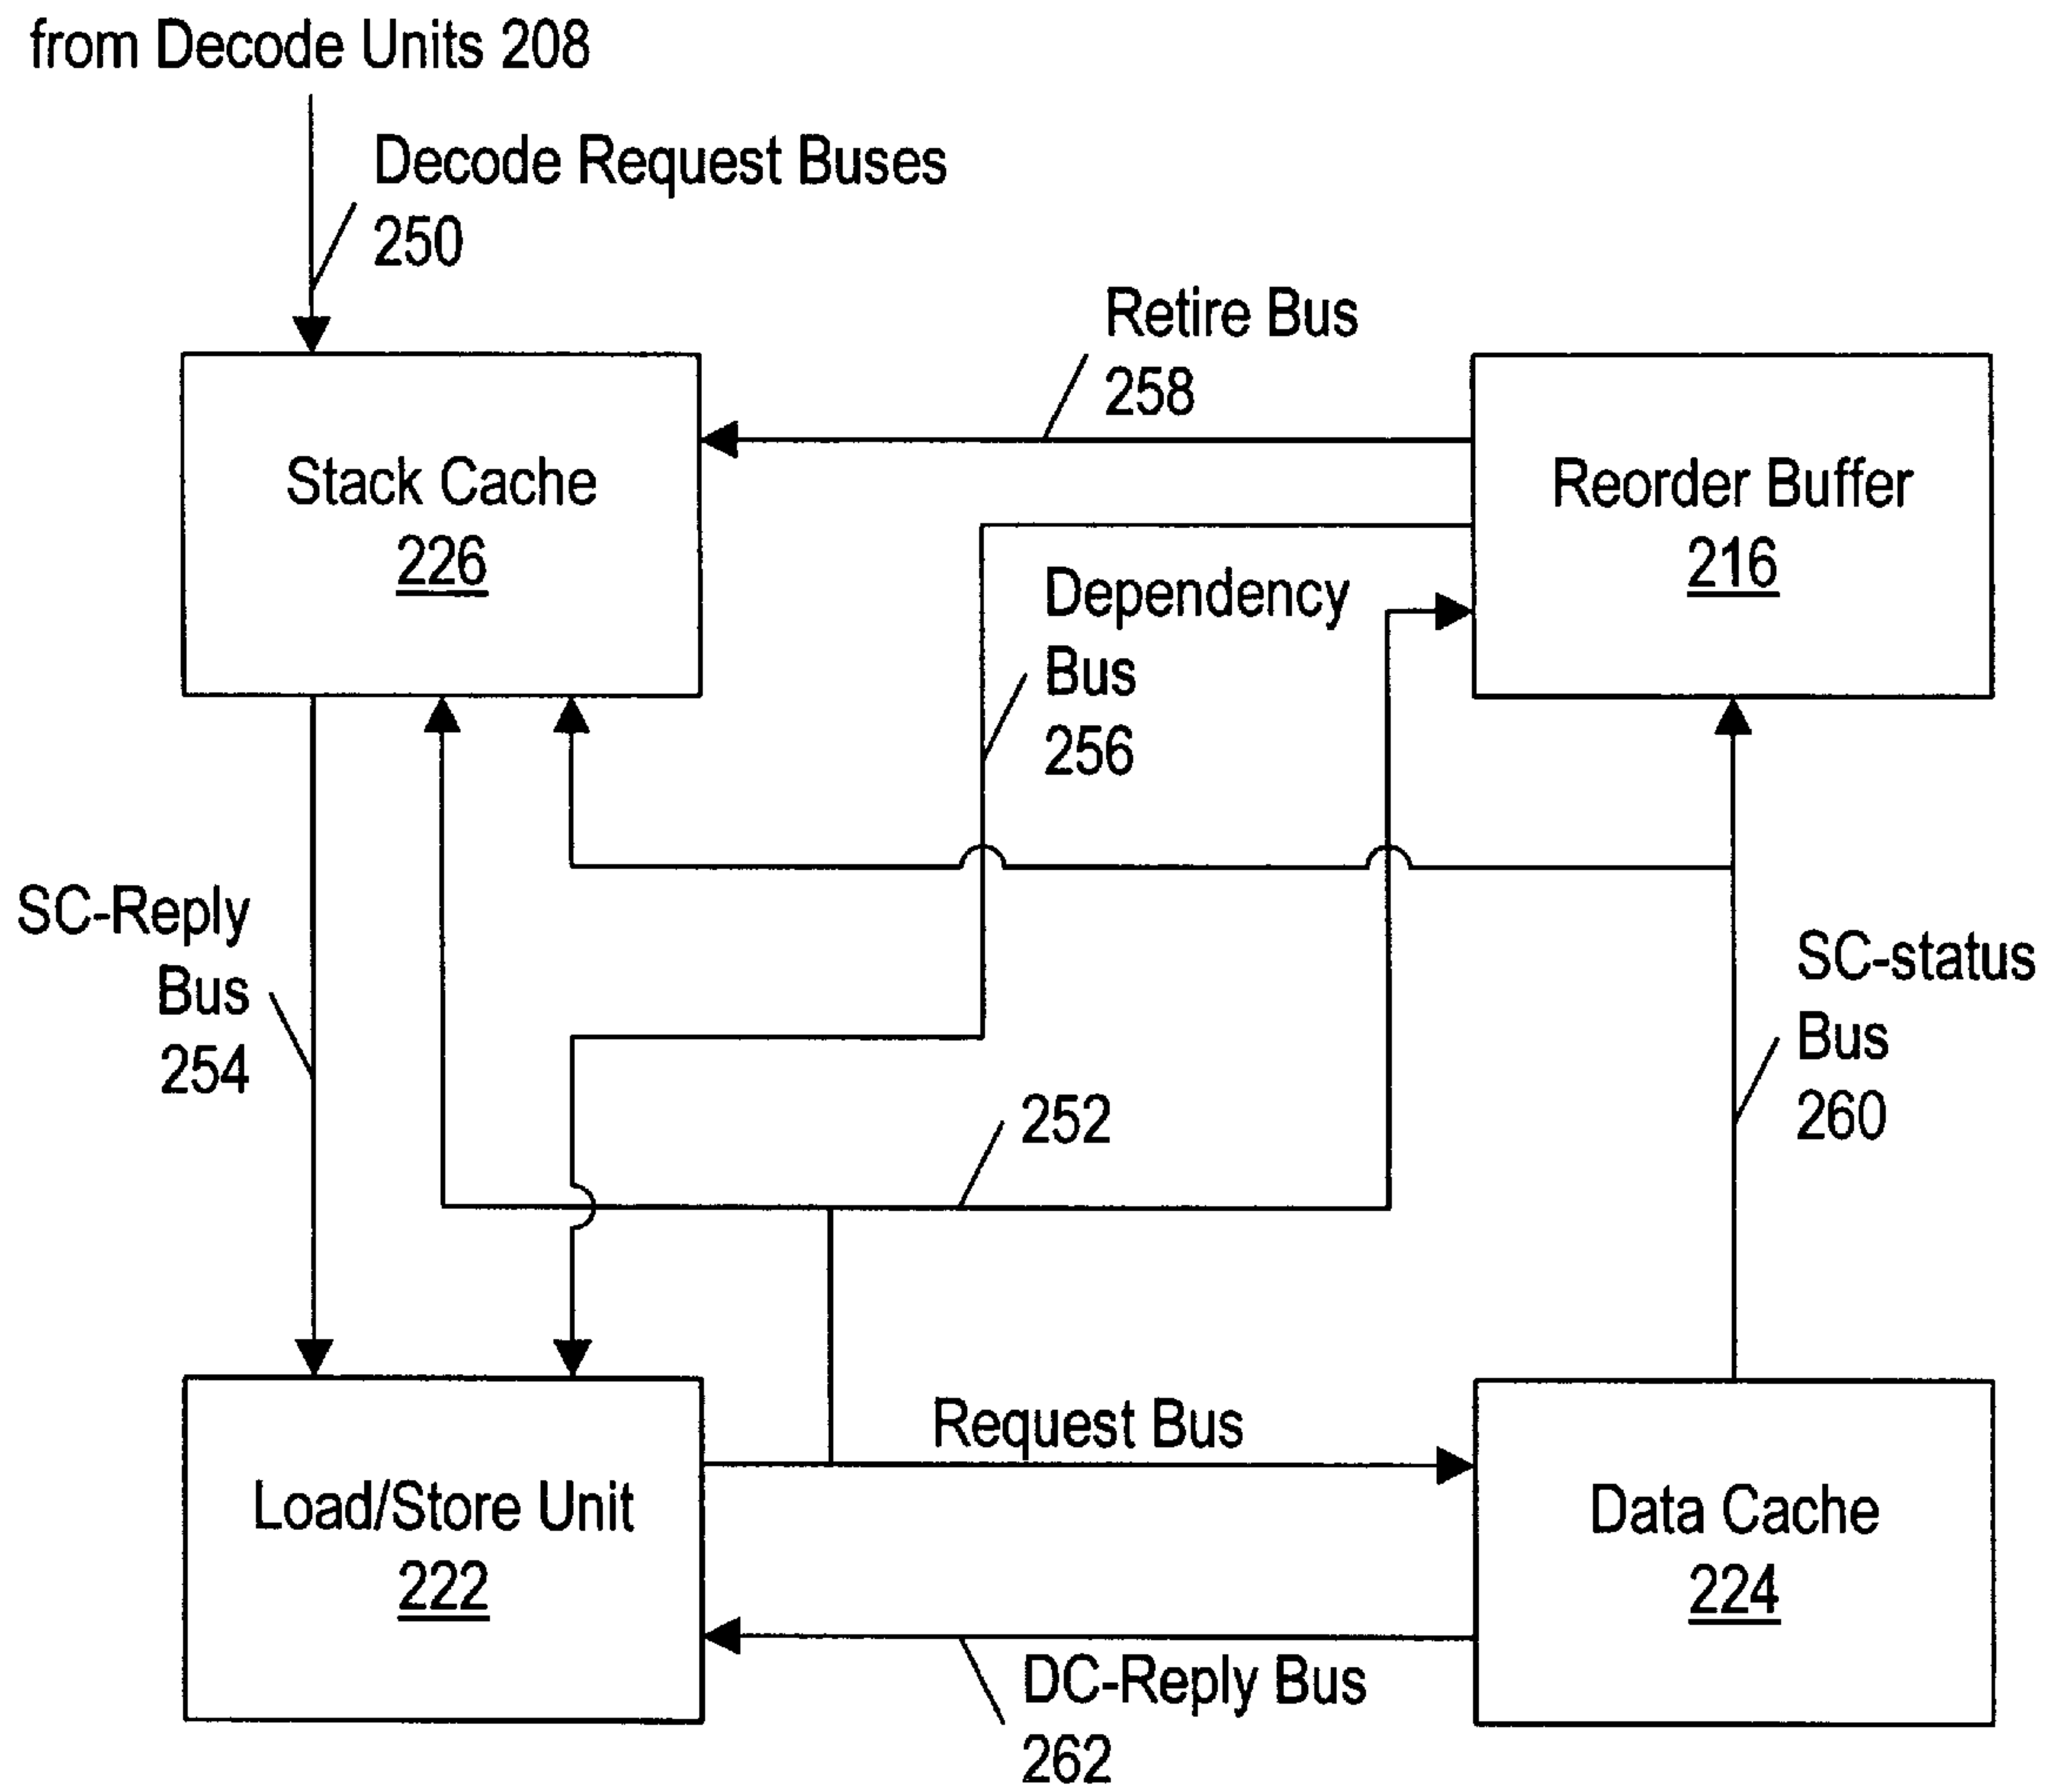 from Decode Units 208
Decode Request Buses
250
Retire Bus
258
Stack Cache
226
Reorder Buffer
216
Dependency
Bus
256
SC-Reply
Bus
254
SC-status
Bus
260
252
Request Bus
Load/Store Unit
222
Data Cache
224
DC-Reply Bus
262